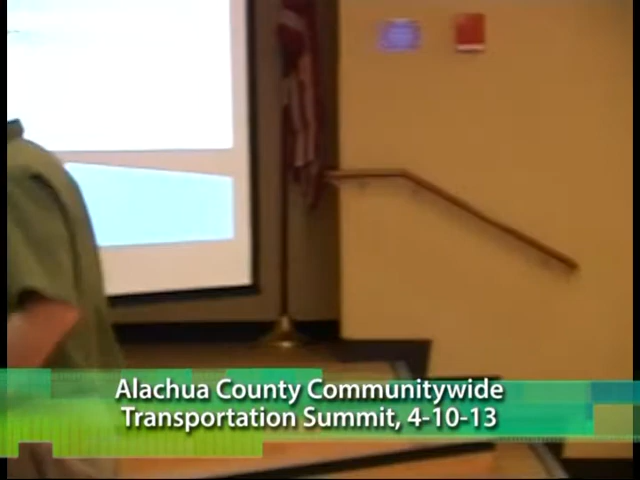 Alachua County Communitywide
Transportation Summit, 4-10-13